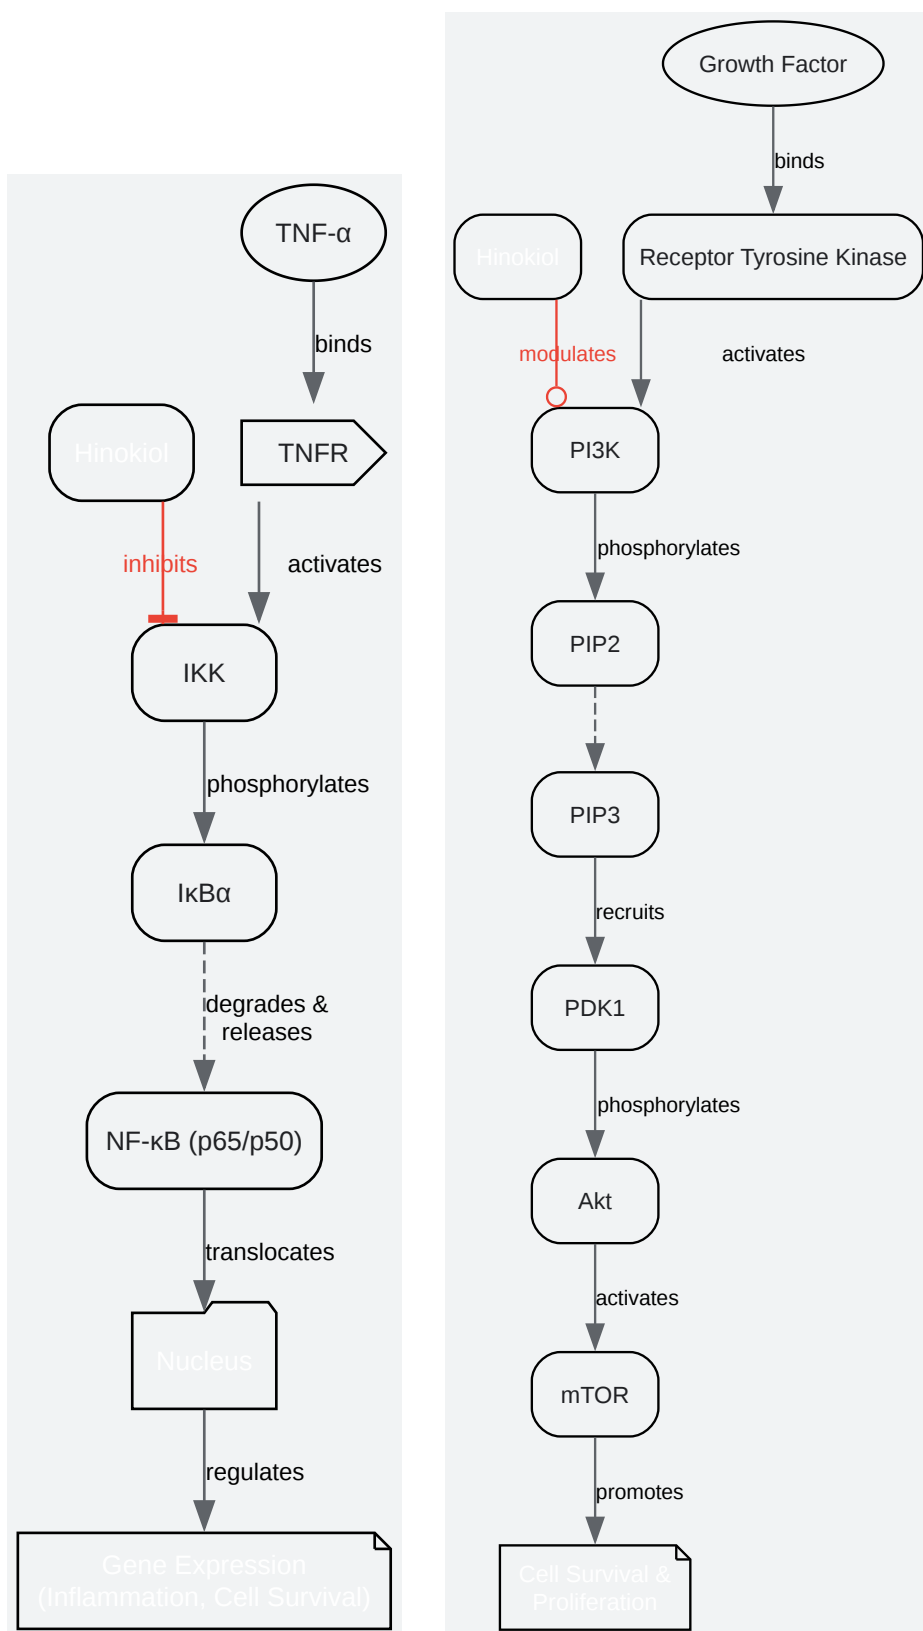 TNF-α
binds
Hinokiol
TNFR
inhibits
activates
IKK
phosphorylates
IκBα
degrades &
releases
NF-κB (p65/p50)
translocates
Nucleus
regulates
Gene Expression
(Inflammation, Cell Survival)
Growth Factor
binds
Hinokiol
Receptor Tyrosine Kinase
modulates
activates
PI3K
phosphorylates
PIP2
PIP3
recruits
PDK1
phosphorylates
Akt
activates
mTOR
promotes
Cell Survival &
Proliferation